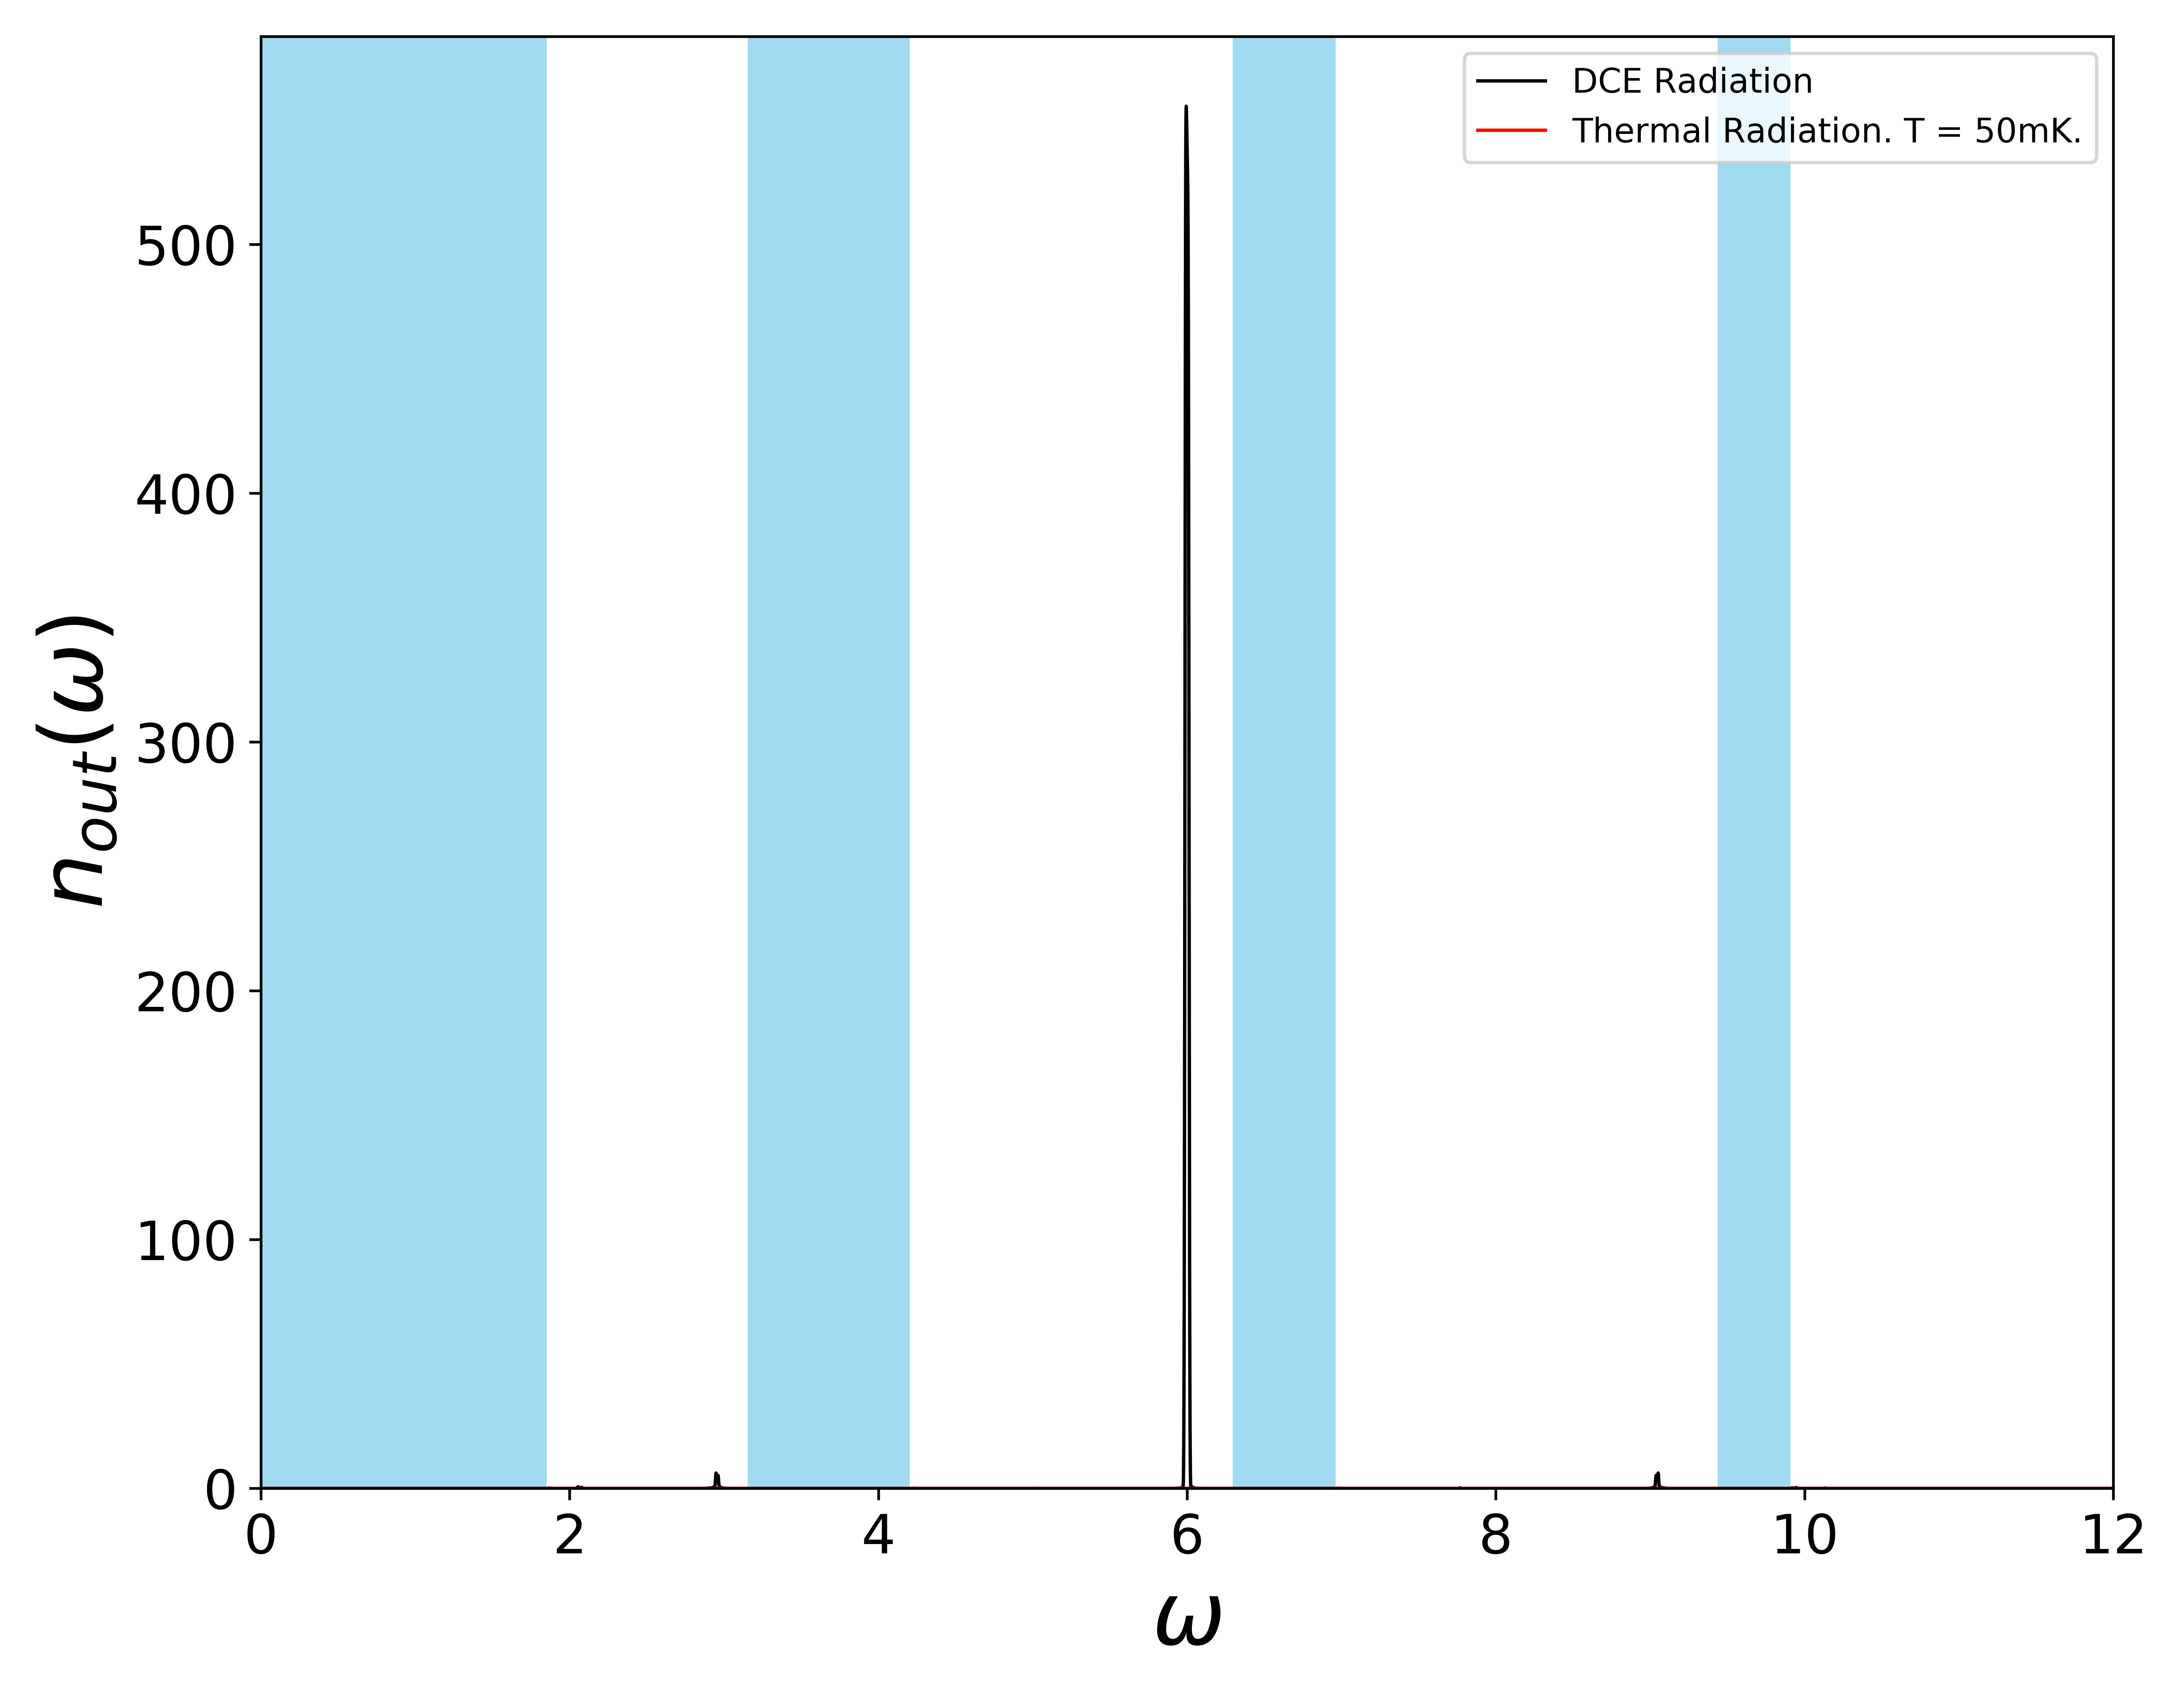 DCE Radiation
Thermal Radiation. T = 50mK.
500
400
300
200
100
0
n_out(ω)
0 2 4 6 8 10 12
ω